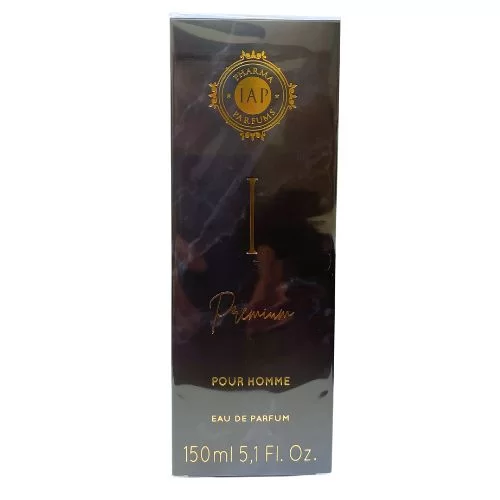 PHARMA
IAP
PARFUMS
I
Premium
POUR HOMME
EAU DE PARFUM
150ml 5,1 Fl. Oz.